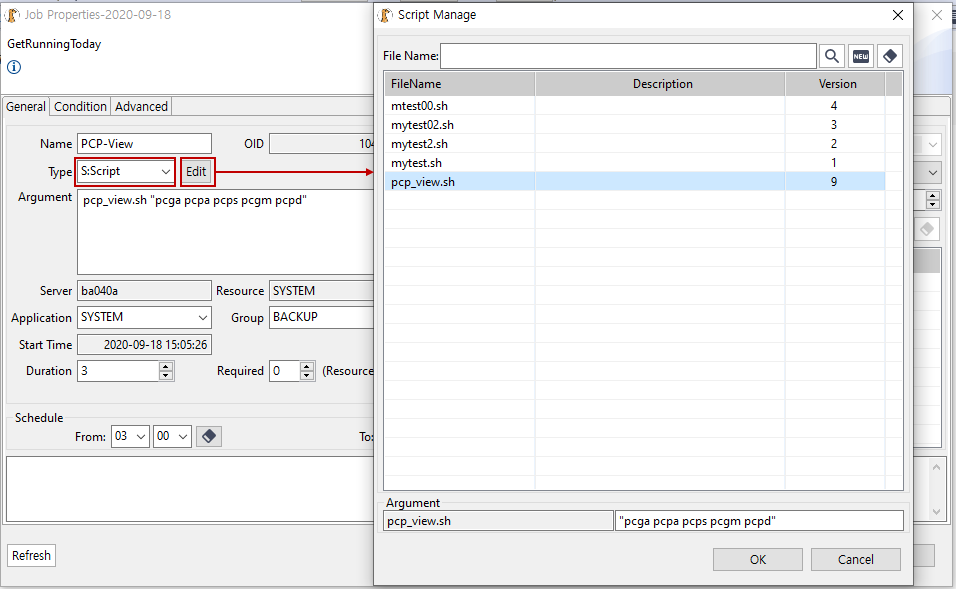 Job Properties-2020-09-18
GetRunningToday
General Condition Advanced
Name PCP-View OID 104
Type S:Script Edit
Argument pcp_view.sh "pcga pcpa pcps pcgm pcpd"
Server ba040a Resource SYSTEM
Application SYSTEM Group BACKUP
Start Time 2020-09-18 15:05:26
Duration 3 Required 0 (Resource
Schedule
From: 03 00 To:
Refresh
Script Manage
File Name: NEW
FileName Description Version
mtest00.sh 4
mytest02.sh 3
mytest2.sh 2
mytest.sh 1
pcp_view.sh 9
Argument
pcp_view.sh "pcga pcpa pcps pcgm pcpd"
OK Cancel